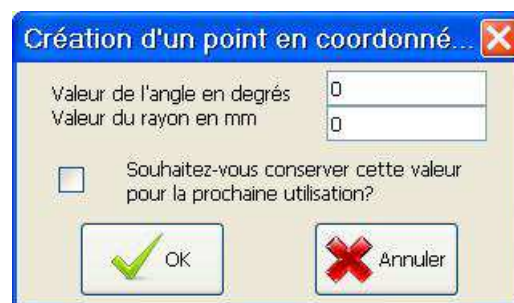 Création d'un point en coordonné...
Valeur de l'angle en degrés 0
Valeur du rayon en mm 0
Souhaitez-vous conserver cette valeur
pour la prochaine utilisation?
OK Annuler